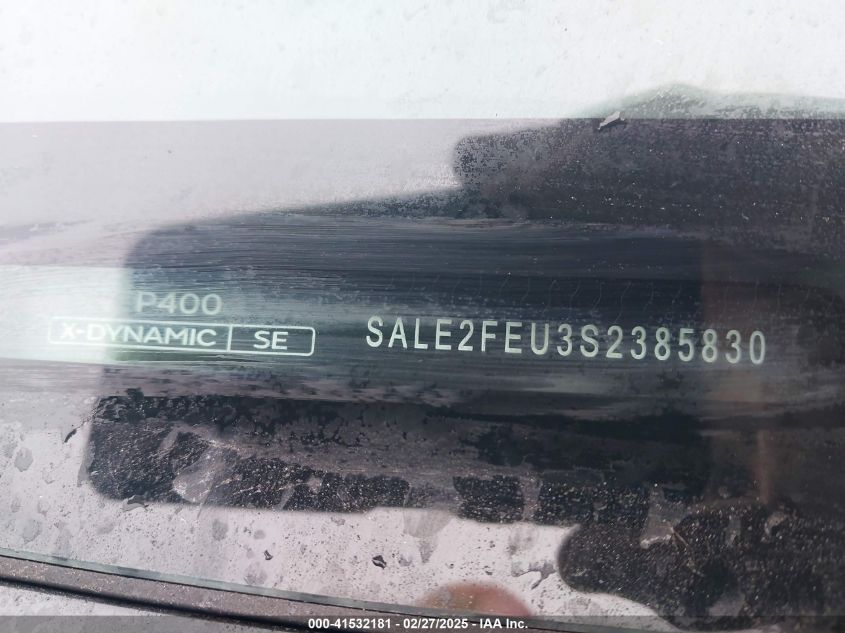 P400
X-DYNAMIC SE
SALE2FEU3S2385830
000-41532181 - 02/27/2025 - IAA Inc.